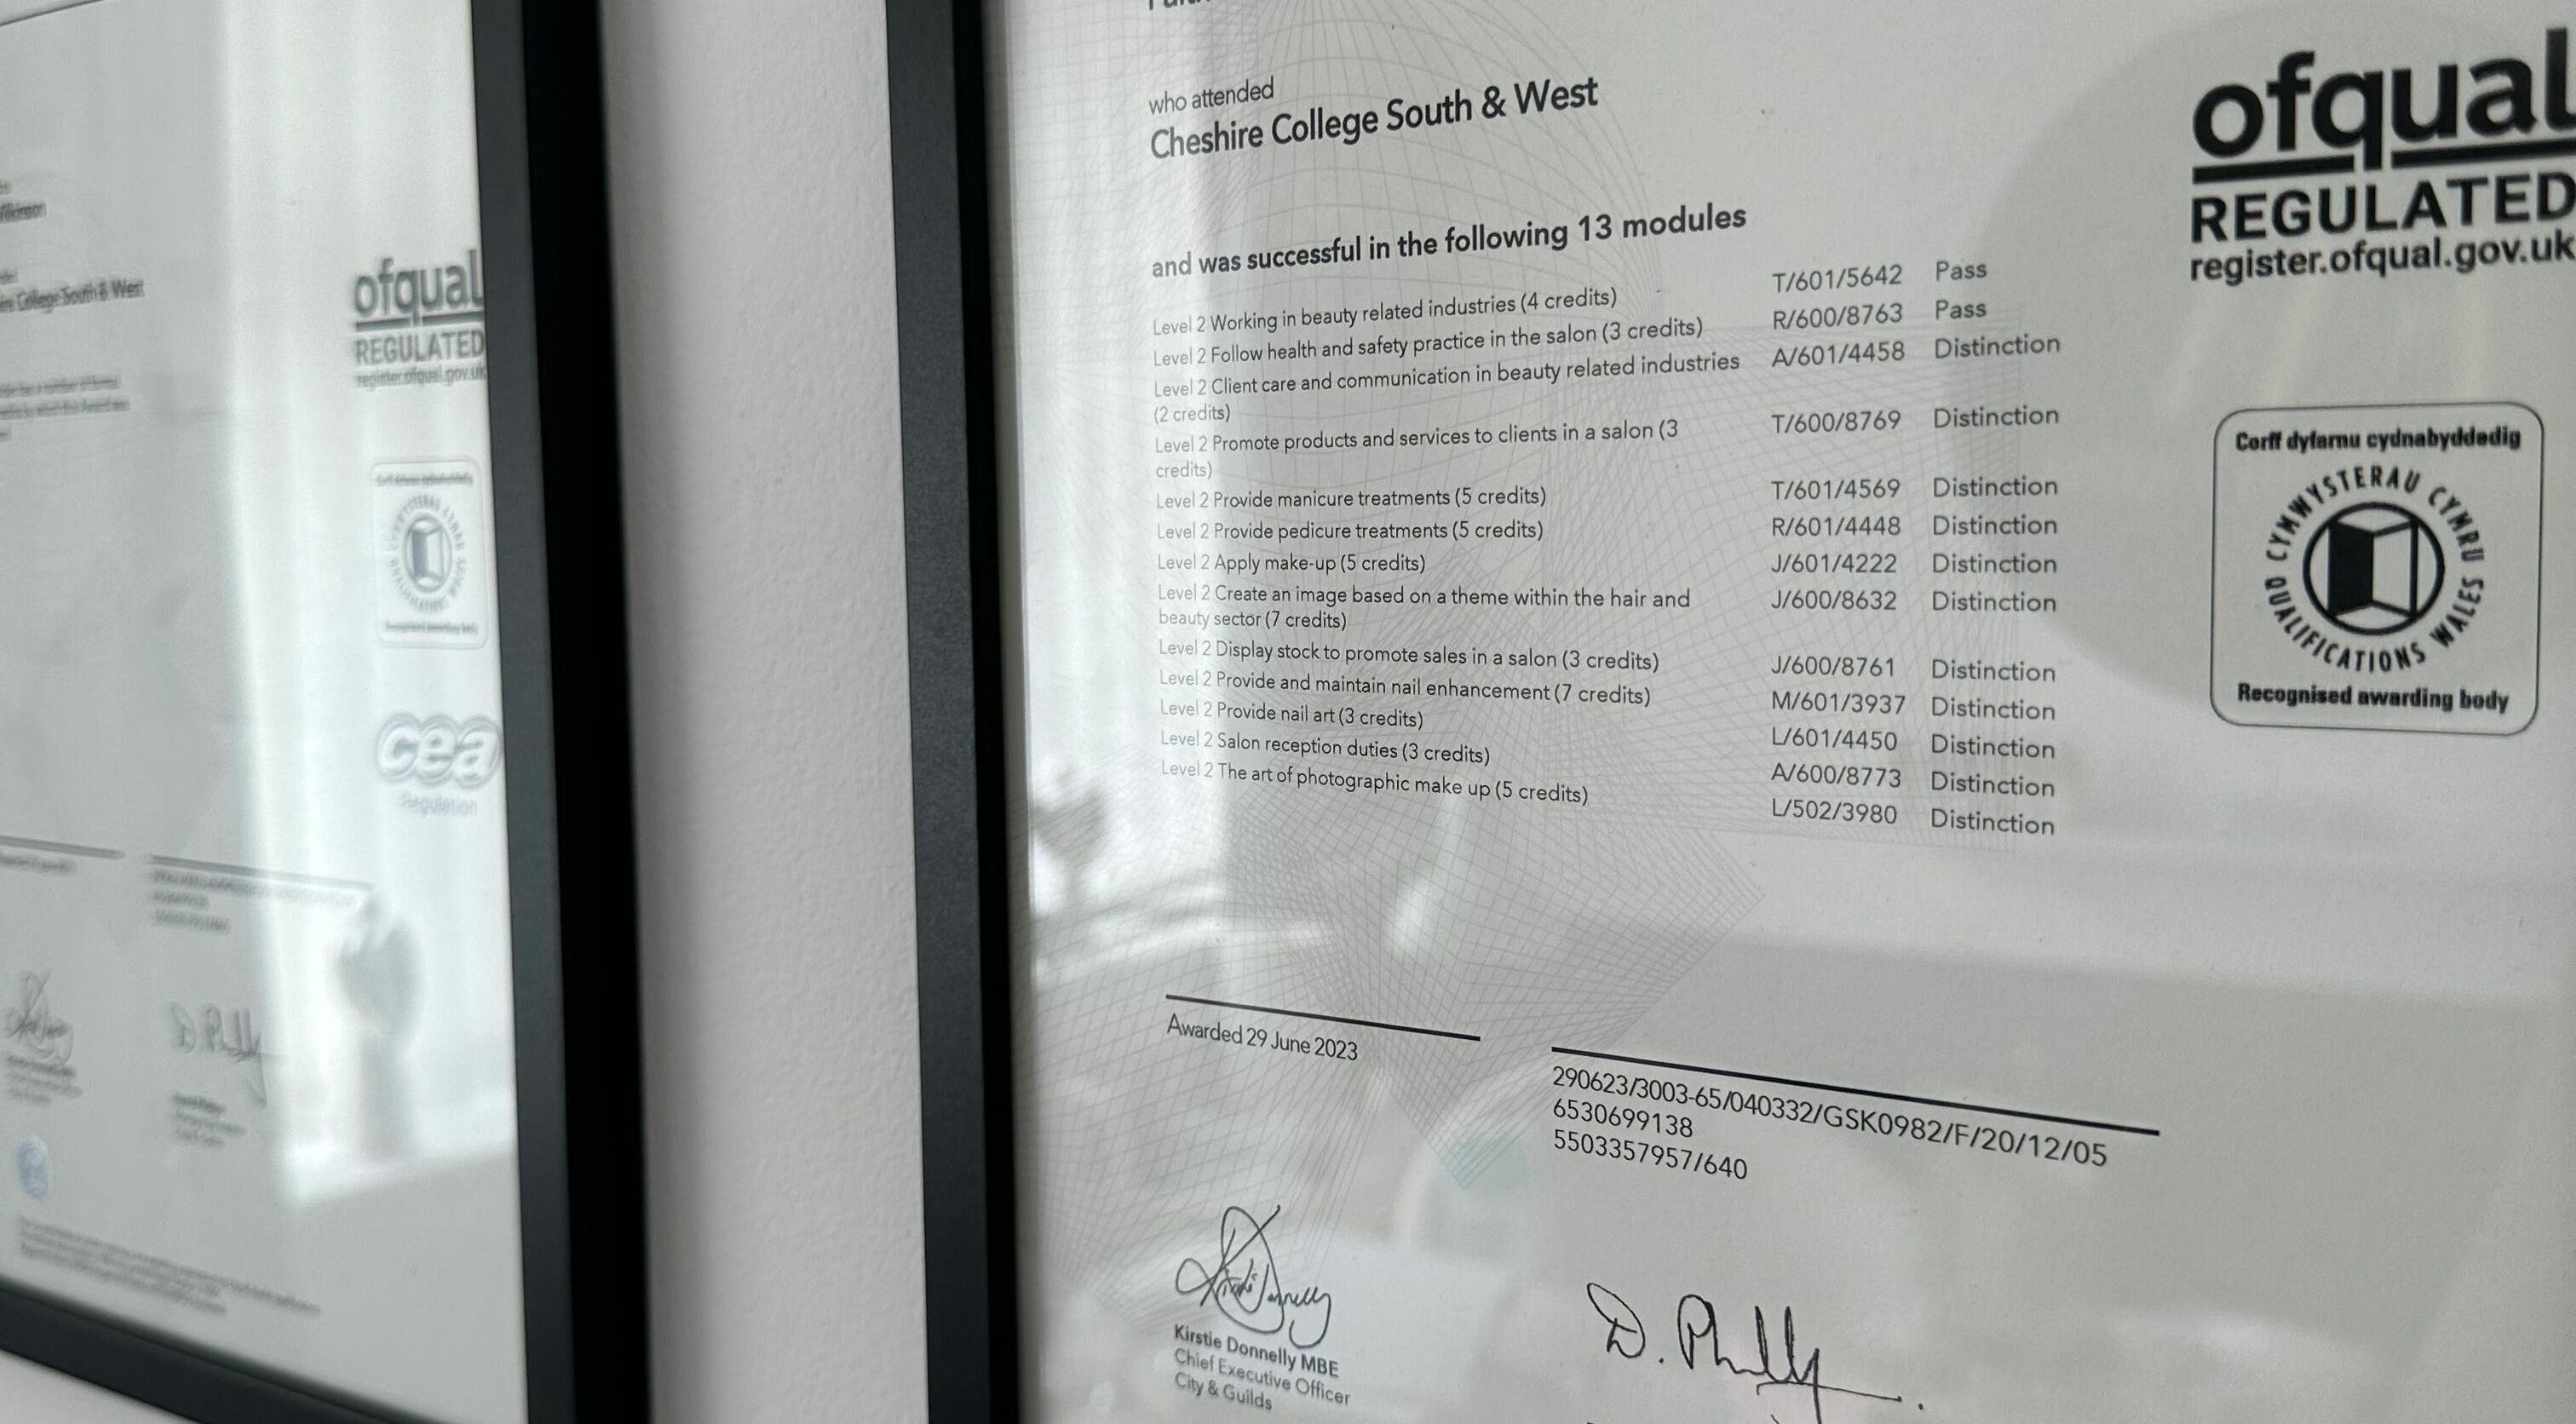 College South & West
ofqual
REGULATED
register.ofqual.gov.uk
cea
Regulation
who attended
Cheshire College South & West
and was successful in the following 13 modules
Level 2 Working in beauty related industries (4 credits) T/601/5642 Pass
Level 2 Follow health and safety practice in the salon (3 credits) R/600/8763 Pass
Level 2 Client care and communication in beauty related industries A/601/4458 Distinction
(2 credits)
Level 2 Promote products and services to clients in a salon (3 T/600/8769 Distinction
credits)
Level 2 Provide manicure treatments (5 credits) T/601/4569 Distinction
Level 2 Provide pedicure treatments (5 credits) R/601/4448 Distinction
Level 2 Apply make-up (5 credits) J/601/4222 Distinction
Level 2 Create an image based on a theme within the hair and J/600/8632 Distinction
beauty sector (7 credits)
Level 2 Display stock to promote sales in a salon (3 credits) J/600/8761 Distinction
Level 2 Provide and maintain nail enhancement (7 credits) M/601/3937 Distinction
Level 2 Provide nail art (3 credits) L/601/4450 Distinction
Level 2 Salon reception duties (3 credits) A/600/8773 Distinction
Level 2 The art of photographic make up (5 credits) L/502/3980 Distinction
Awarded 29 June 2023
290623/3003-65/040332/GSK0982/F/20/12/05
6530699138
5503357957/640
Kirstie Donnelly MBE
Chief Executive Officer
City & Guilds
D. Phillips
ofqual
REGULATED
register.ofqual.gov.uk
Corff dyfarnu cydnabyddedig
CYMWYSTERAU CYMRU
QUALIFICATIONS WALES
Recognised awarding body